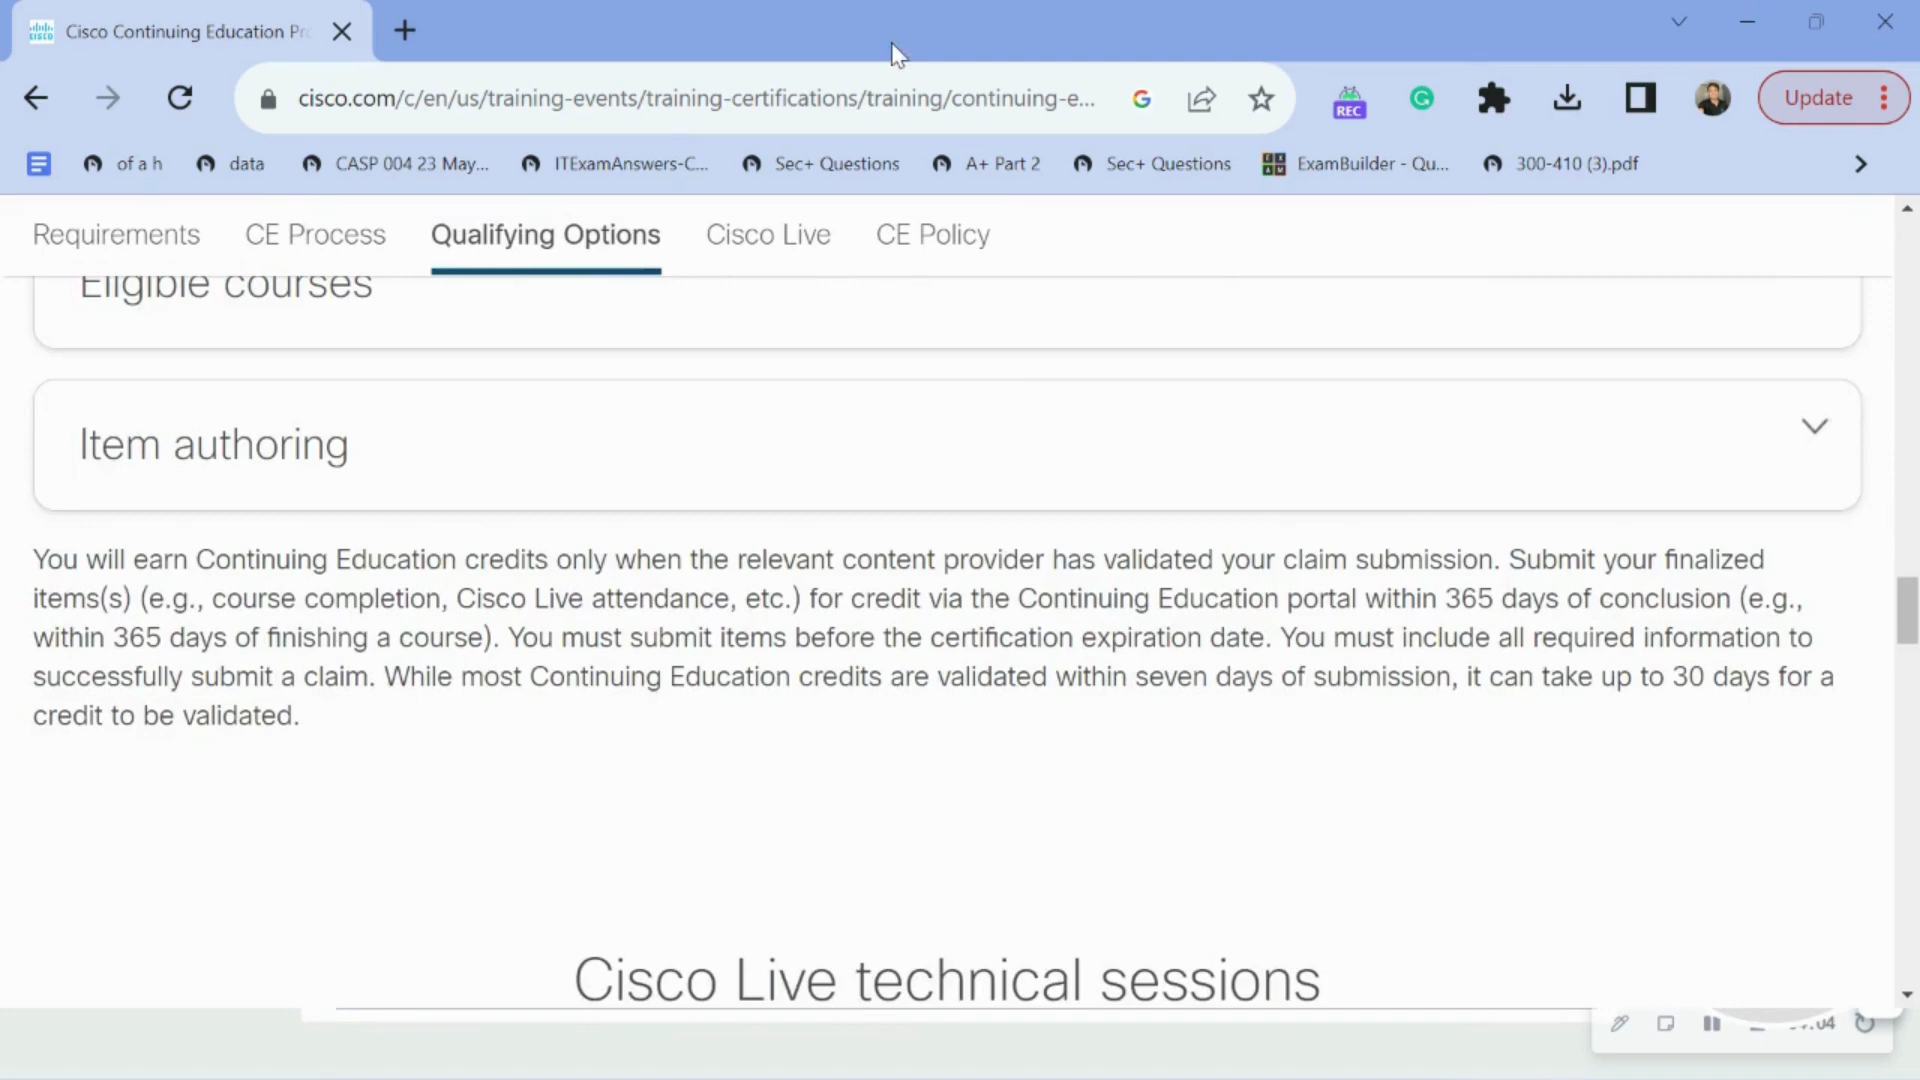 Cisco Continuing Education Pr
cisco.com/c/en/us/training-events/training-certifications/training/continuing-e...
REC
Update
of a h
data
CASP 004 23 May...
ITExamAnswers-C...
Sec+ Questions
A+ Part 2
Sec+ Questions
ExamBuilder - Qu...
300-410 (3).pdf
Requirements
CE Process
Qualifying Options
Cisco Live
CE Policy
Eligible courses
Item authoring
You will earn Continuing Education credits only when the relevant content provider has validated your claim submission. Submit your finalized
items(s) (e.g., course completion, Cisco Live attendance, etc.) for credit via the Continuing Education portal within 365 days of conclusion (e.g.,
within 365 days of finishing a course). You must submit items before the certification expiration date. You must include all required information to
successfully submit a claim. While most Continuing Education credits are validated within seven days of submission, it can take up to 30 days for a
credit to be validated.
Cisco Live technical sessions